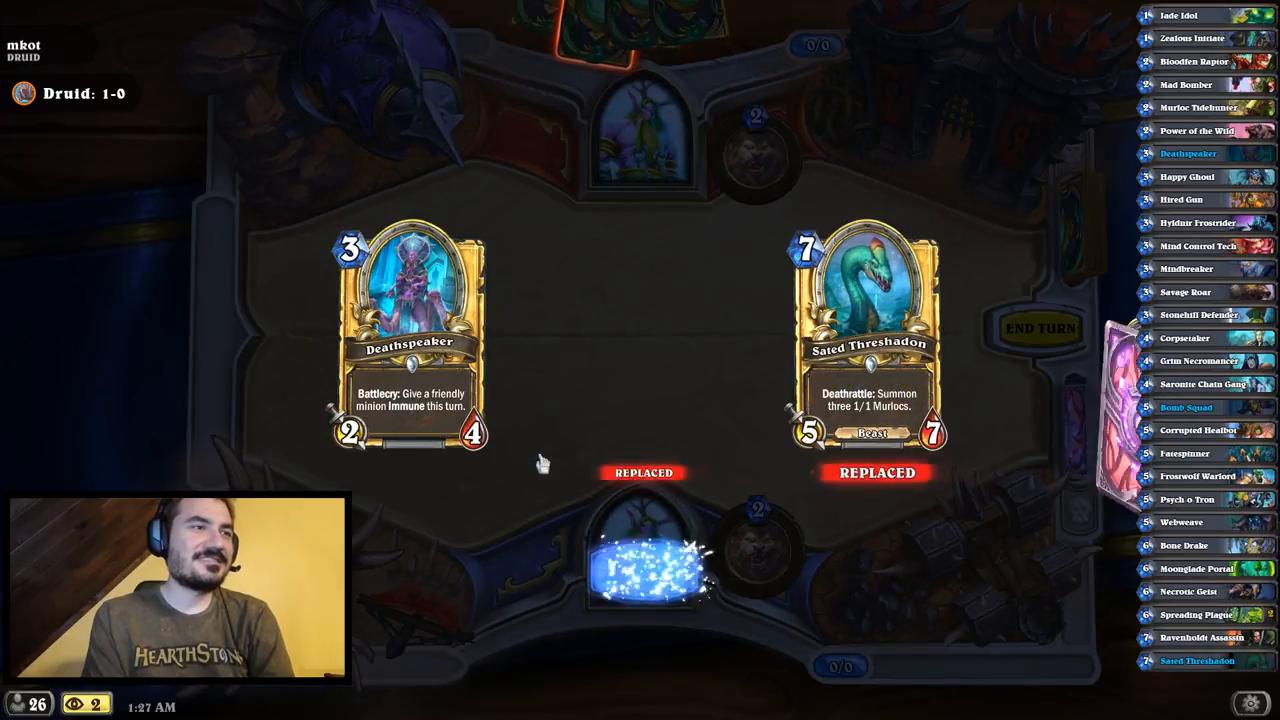 mkot
DRUID
Druid: 1-0
0/0
2
3
Deathspeaker
Battlecry: Give a friendly
minion Immune this turn.
2
4
7
Sated Threshadon
Deathrattle: Summon
three 1/1 Murlocs.
5
Beast
7
END TURN
REPLACED
REPLACED
2
0/0
HEARTHSTONE
26
2
1:27 AM
1 Jade Idol
1 Zealous Initiate
2 Bloodfen Raptor
2 Mad Bomber
2 Murloc Tidehunter
2 Power of the Wild
3 Deathspeaker
3 Happy Ghoul
3 Hired Gun
3 Hyldnir Frostrider
3 Mind Control Tech
3 Mindbreaker
3 Savage Roar
3 Stonehill Defender
4 Corpsetaker
4 Grim Necromancer
4 Saronite Chain Gang
5 Bomb Squad
5 Corrupted Healbot
5 Fatespinner
5 Frostwolf Warlord
5 Psych-o-Tron
5 Webweave
6 Bone Drake
6 Moonglade Portal
6 Necrotic Geist
6 Spreading Plague 2
7 Ravenholdt Assassin
7 Sated Threshadon